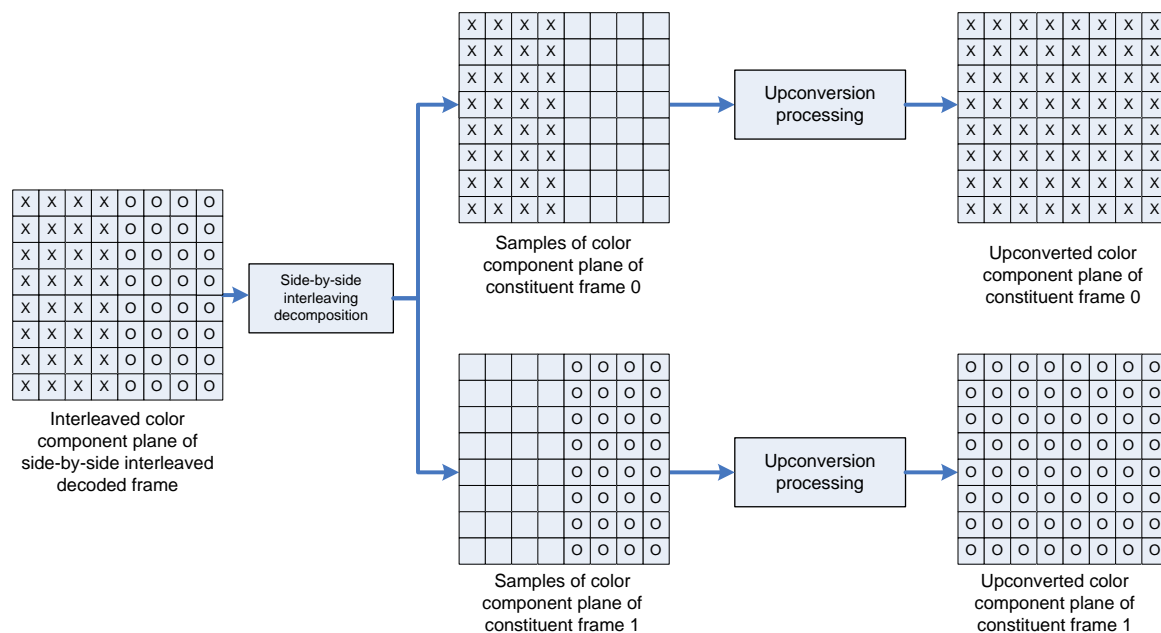 X X X X
X X X X
X X X X
X X X X
X X X X
X X X X
X X X X
X X X X
Samples of color
component plane of
constituent frame 0
Upconversion
processing
X X X X X X X X
X X X X X X X X
X X X X X X X X
X X X X X X X X
X X X X X X X X
X X X X X X X X
X X X X X X X X
X X X X X X X X
Upconverted color
component plane of
constituent frame 0
X X X X O O O O
X X X X O O O O
X X X X O O O O
X X X X O O O O
X X X X O O O O
X X X X O O O O
X X X X O O O O
X X X X O O O O
Interleaved color
component plane of
side-by-side interleaved
decoded frame
Side-by-side
interleaving
decomposition
O O O O
O O O O
O O O O
O O O O
O O O O
O O O O
O O O O
O O O O
Samples of color
component plane of
constituent frame 1
Upconversion
processing
O O O O O O O O
O O O O O O O O
O O O O O O O O
O O O O O O O O
O O O O O O O O
O O O O O O O O
O O O O O O O O
O O O O O O O O
Upconverted color
component plane of
constituent frame 1